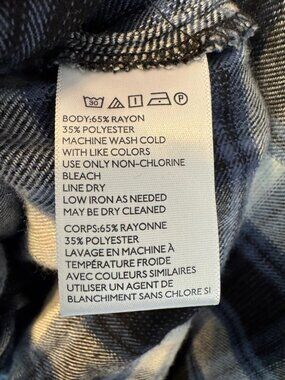 30 P
BODY:65% RAYON
35% POLYESTER
MACHINE WASH COLD
WITH LIKE COLORS
USE ONLY NON-CHLORINE
BLEACH
LINE DRY
LOW IRON AS NEEDED
MAY BE DRY CLEANED
CORPS:65% RAYONNE
35% POLYESTER
LAVAGE EN MACHINE À
TEMPÉRATURE FROIDE
AVEC COULEURS SIMILAIRES
UTILISER UN AGENT DE
BLANCHIMENT SANS CHLORE SI